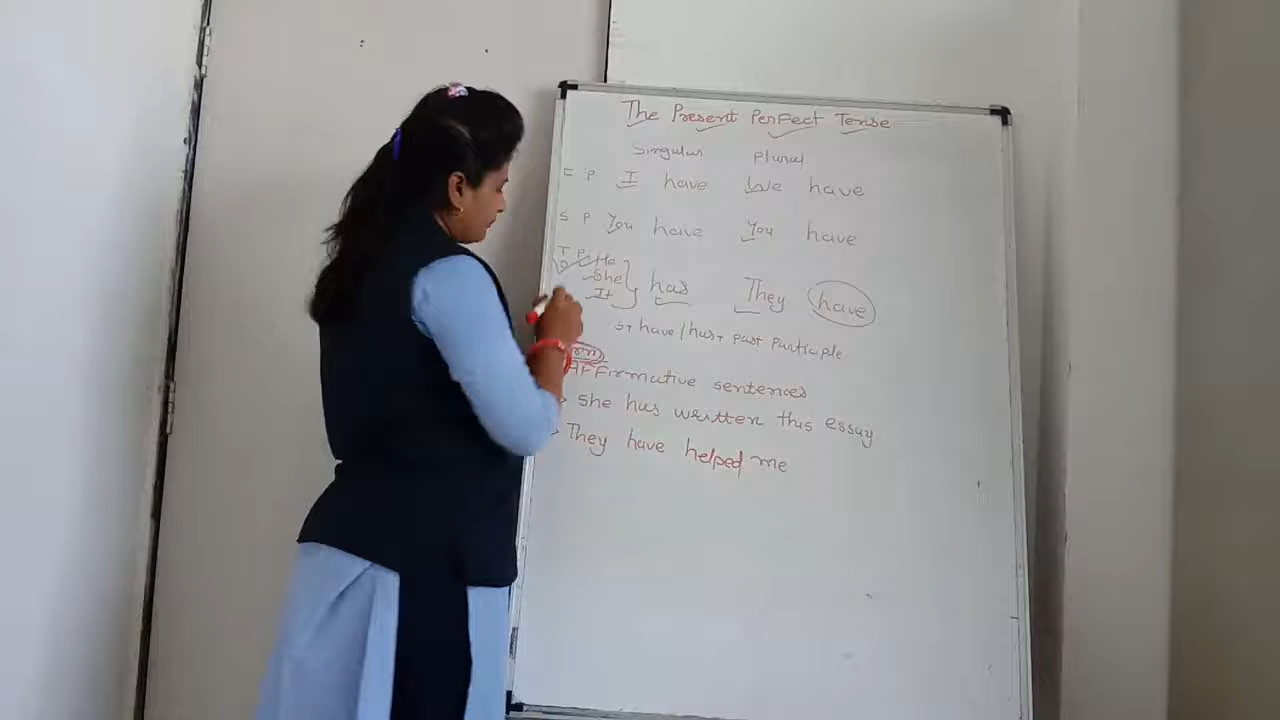 The Present Perfect Tense
Singular Plural
F P I have We have
S P You have You have
T P He
She has They have
It
S+ have/has+ past participle
Affirmative sentences
She has written this essay
They have helped me